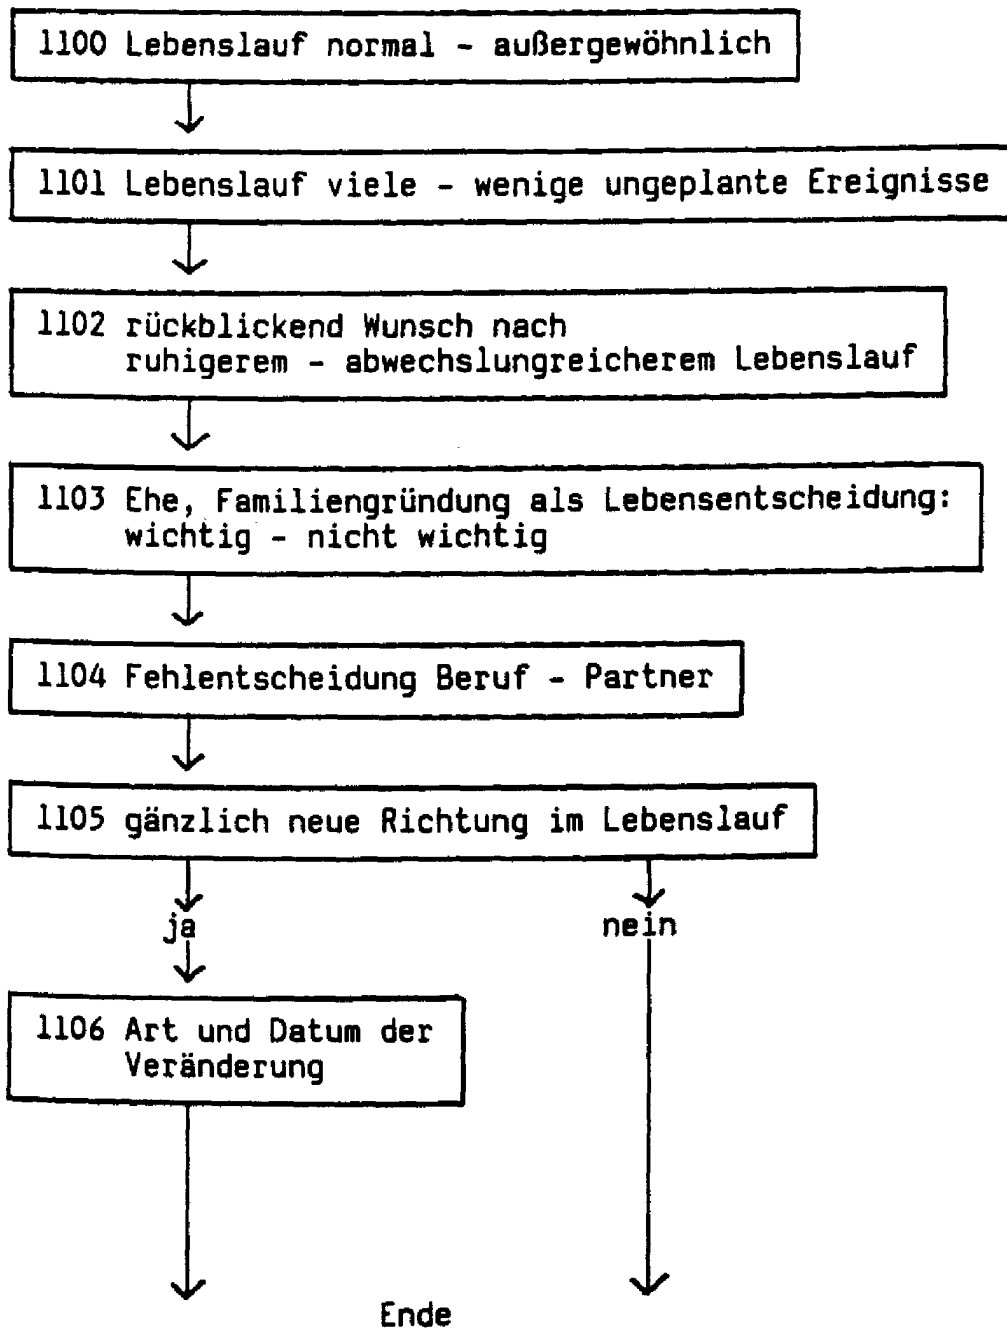 1100 Lebenslauf normal - außergewöhnlich
1101 Lebenslauf viele - wenige ungeplante Ereignisse
1102 rückblickend Wunsch nach
ruhigerem - abwechslungreicherem Lebenslauf
1103 Ehe, Familiengründung als Lebensentscheidung:
wichtig - nicht wichtig
1104 Fehlentscheidung Beruf - Partner
1105 gänzlich neue Richtung im Lebenslauf
ja nein
1106 Art und Datum der
Veränderung
Ende